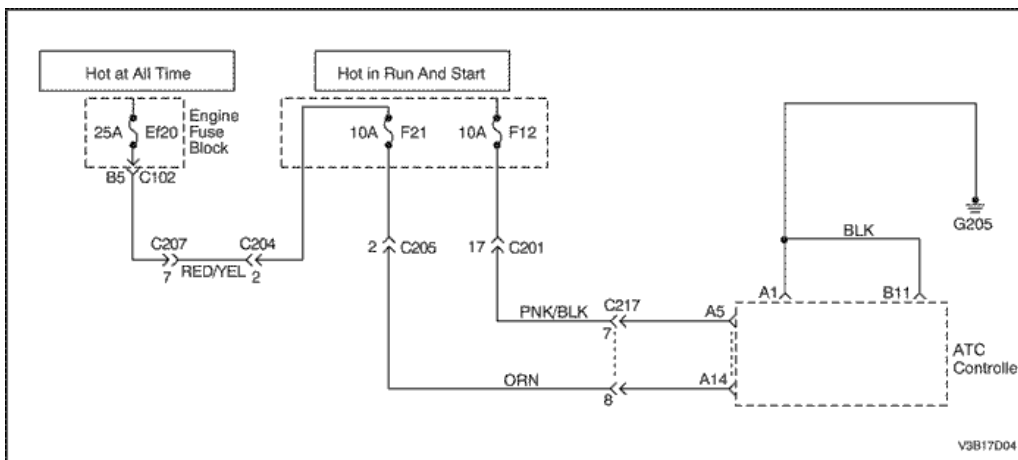 Hot at All Time
Hot in Run And Start
25A Ef20
Engine
Fuse
Block
10A F21
10A F12
B5 C102
G205
C207
C204
7
RED/YEL
2
2 C205
17 C201
BLK
A1
B11
PNK/BLK
C217
7
A5
ORN
8
A14
ATC
Controlle
V3B17D04